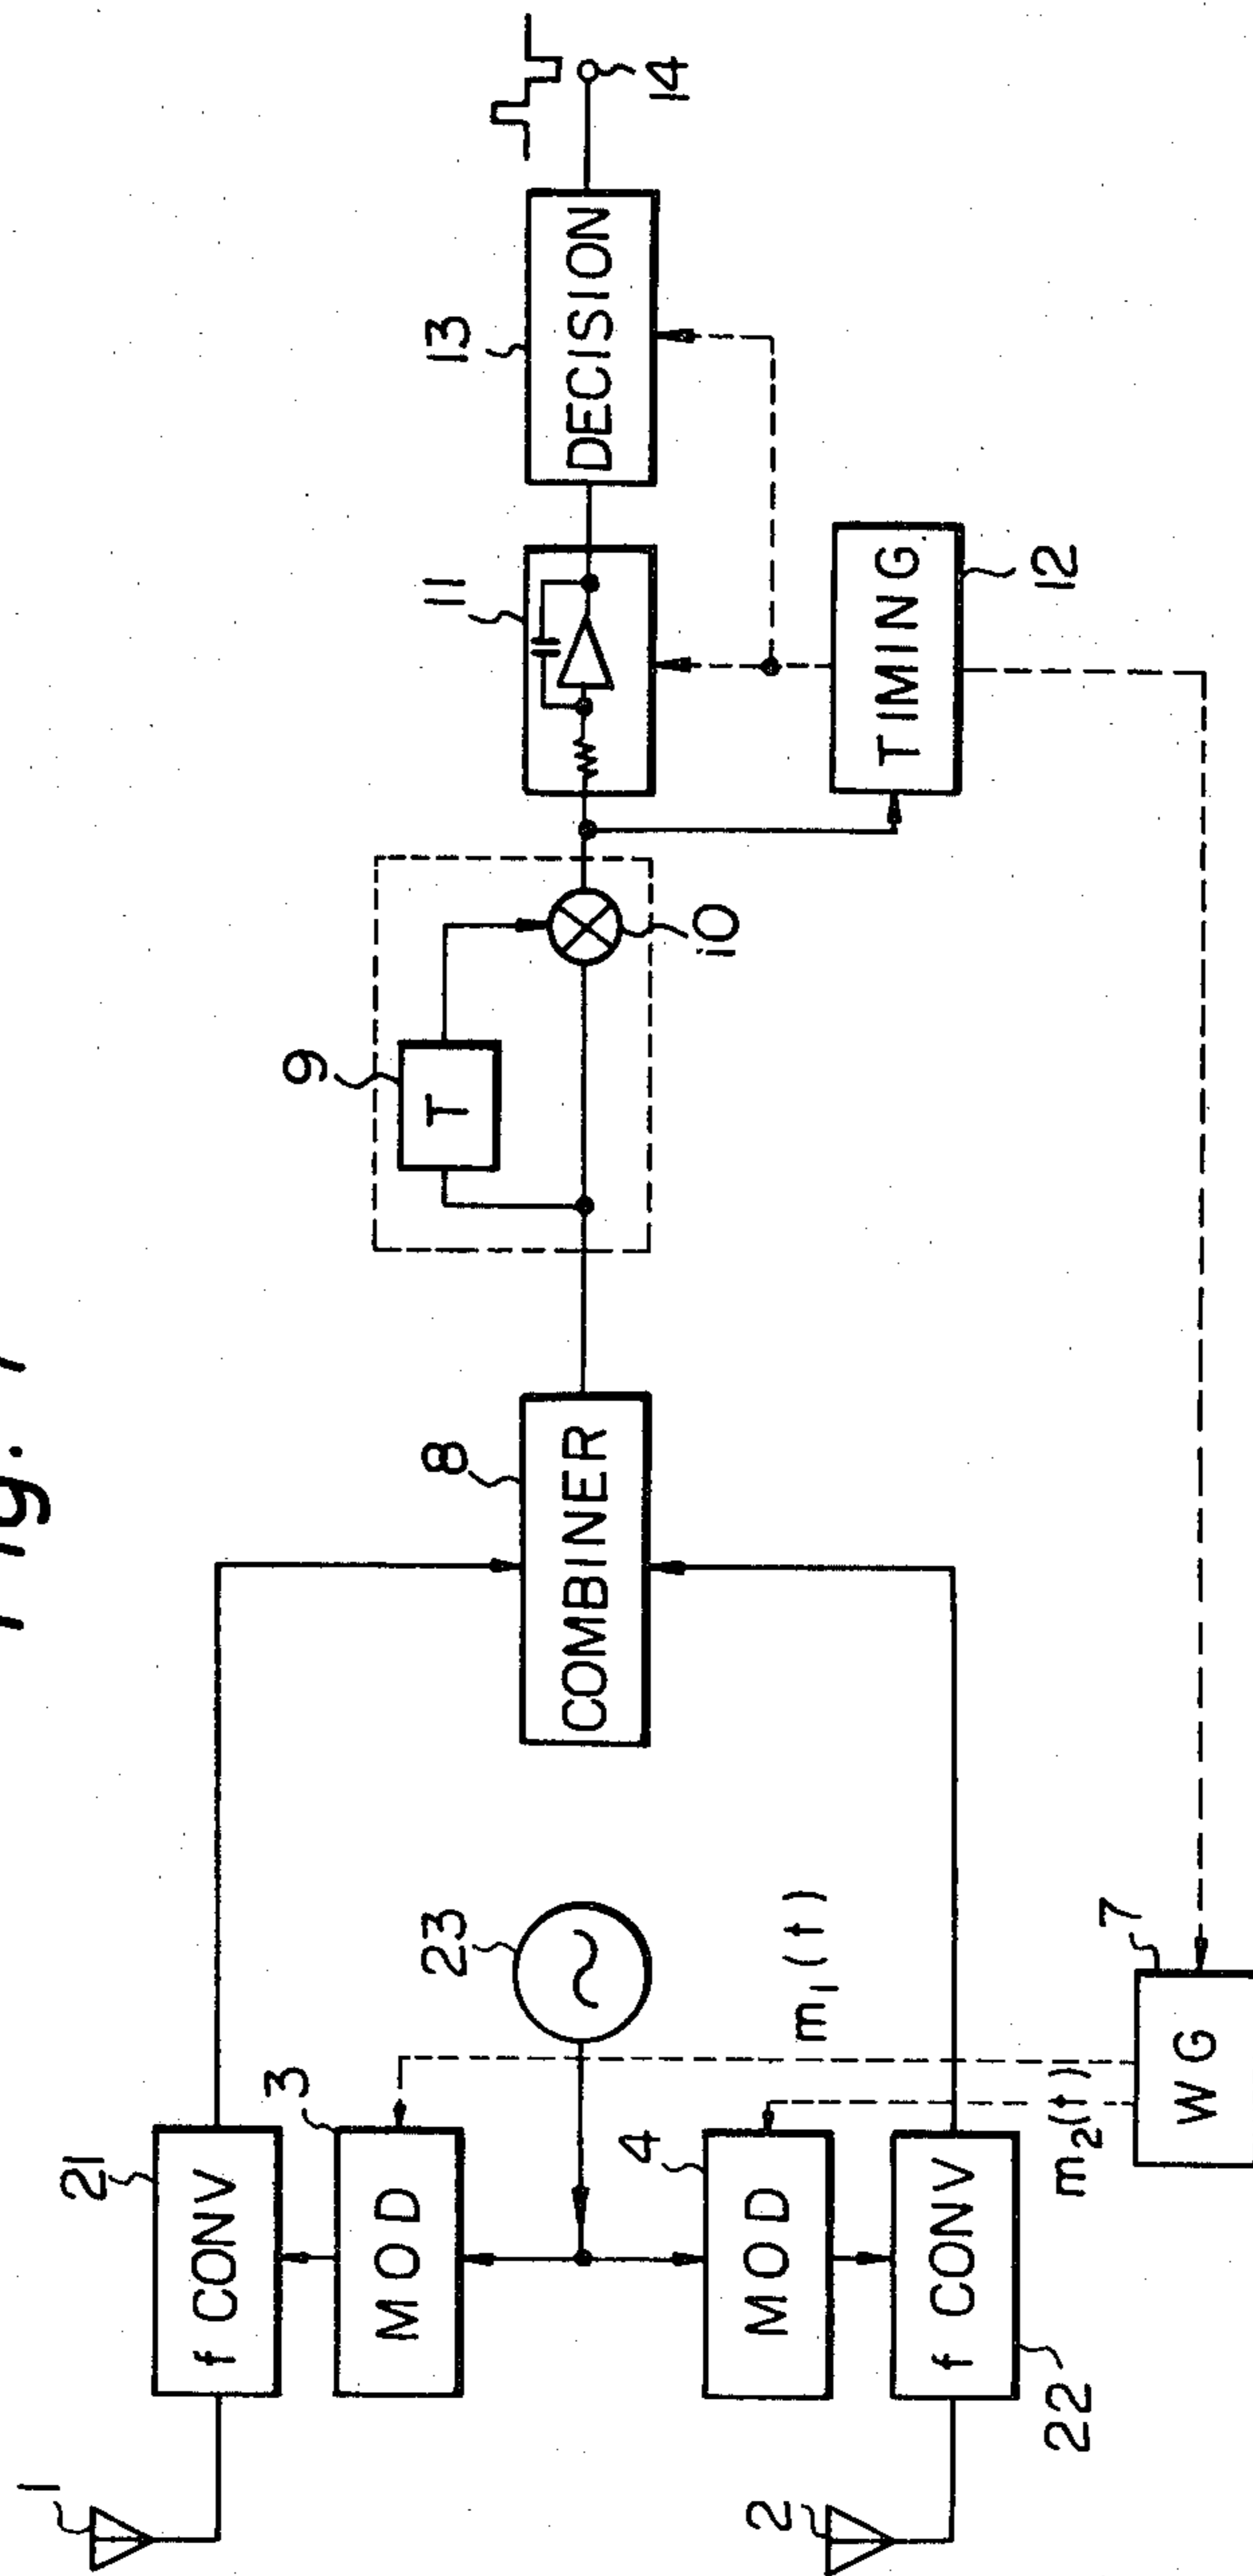 Fig. 1
1
21
f CONV
3
MOD
23
4
MOD
2
f CONV
22
m1(t)
m2(t)
7
WG
8
COMBINER
9
T
10
11
TIMING
12
13
DECISION
14